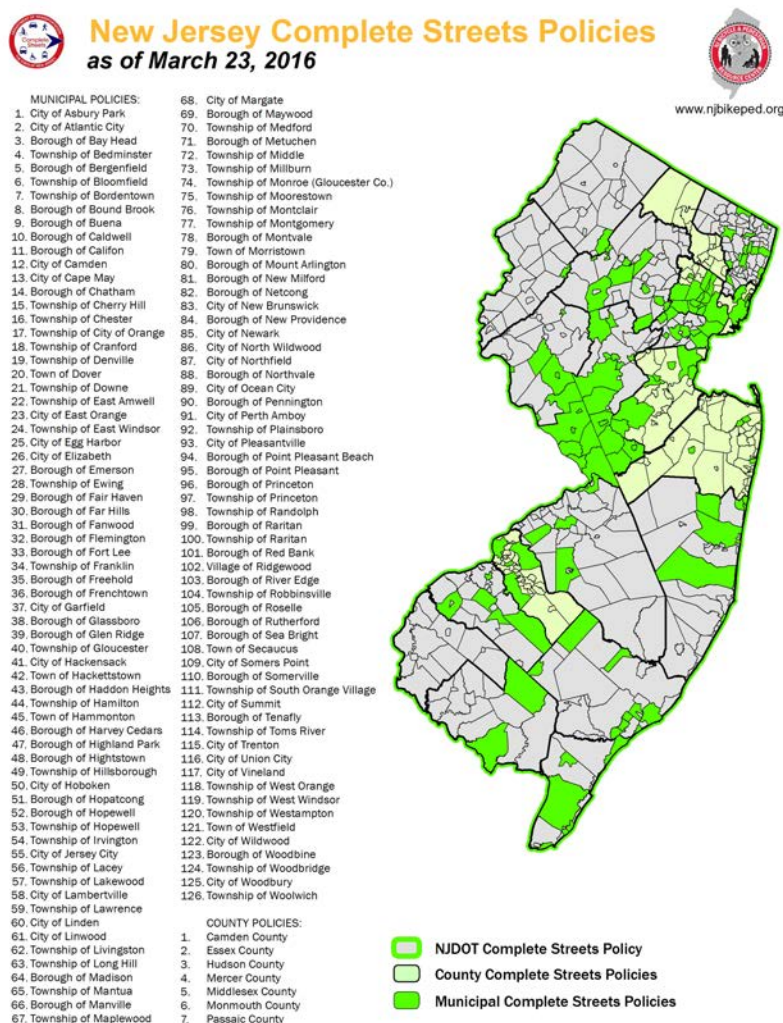 New Jersey Complete Streets Policies
as of March 23, 2016
Complete Streets
www.njbikeped.org
MUNICIPAL POLICIES:
1. City of Asbury Park
2. City of Atlantic City
3. Borough of Bay Head
4. Township of Bedminster
5. Borough of Bergenfield
6. Township of Bloomfield
7. Township of Bordentown
8. Borough of Bound Brook
9. Borough of Buena
10. Borough of Caldwell
11. Borough of Califon
12. City of Camden
13. City of Cape May
14. Borough of Chatham
15. Township of Cherry Hill
16. Township of Chester
17. Township of City of Orange
18. Township of Cranford
19. Township of Denville
20. Town of Dover
21. Township of Downe
22. Township of East Amwell
23. City of East Orange
24. Township of East Windsor
25. City of Egg Harbor
26. City of Elizabeth
27. Borough of Emerson
28. Township of Ewing
29. Borough of Fair Haven
30. Borough of Far Hills
31. Borough of Fanwood
32. Borough of Flemington
33. Borough of Fort Lee
34. Township of Franklin
35. Borough of Freehold
36. Borough of Frenchtown
37. City of Garfield
38. Borough of Glassboro
39. Borough of Glen Ridge
40. Township of Gloucester
41. City of Hackensack
42. Town of Hackettstown
43. Borough of Haddon Heights
44. Township of Hamilton
45. Town of Hammonton
46. Borough of Harvey Cedars
47. Borough of Highland Park
48. Borough of Hightstown
49. Township of Hillsborough
50. City of Hoboken
51. Borough of Hopatcong
52. Borough of Hopewell
53. Township of Hopewell
54. Township of Irvington
55. City of Jersey City
56. Township of Lacey
57. Township of Lakewood
58. City of Lambertville
59. Township of Lawrence
60. City of Linden
61. City of Linwood
62. Township of Livingston
63. Township of Long Hill
64. Borough of Madison
65. Township of Mantua
66. Borough of Manville
67. Township of Maplewood
68. City of Margate
69. Borough of Maywood
70. Township of Medford
71. Borough of Metuchen
72. Township of Middle
73. Township of Millburn
74. Township of Monroe (Gloucester Co.)
75. Township of Moorestown
76. Township of Montclair
77. Township of Montgomery
78. Borough of Montvale
79. Town of Morristown
80. Borough of Mount Arlington
81. Borough of New Milford
82. Borough of Netcong
83. City of New Brunswick
84. Borough of New Providence
85. City of Newark
86. City of North Wildwood
87. City of Northfield
88. Borough of Northvale
89. City of Ocean City
90. Borough of Pennington
91. City of Perth Amboy
92. Township of Plainsboro
93. City of Pleasantville
94. Borough of Point Pleasant Beach
95. Borough of Point Pleasant
96. Borough of Princeton
97. Township of Princeton
98. Township of Randolph
99. Borough of Raritan
100. Township of Raritan
101. Borough of Red Bank
102. Village of Ridgewood
103. Borough of River Edge
104. Township of Robbinsville
105. Borough of Roselle
106. Borough of Rutherford
107. Borough of Sea Bright
108. Town of Secaucus
109. City of Somers Point
110. Borough of Somerville
111. Township of South Orange Village
112. City of Summit
113. Borough of Tenafly
114. Township of Toms River
115. City of Trenton
116. City of Union City
117. City of Vineland
118. Township of West Orange
119. Township of West Windsor
120. Township of Westampton
121. Town of Westfield
122. City of Wildwood
123. Borough of Woodbine
124. Township of Woodbridge
125. City of Woodbury
126. Township of Woolwich
COUNTY POLICIES:
1. Camden County
2. Essex County
3. Hudson County
4. Mercer County
5. Middlesex County
6. Monmouth County
7. Passaic County
NJDOT Complete Streets Policy
County Complete Streets Policies
Municipal Complete Streets Policies